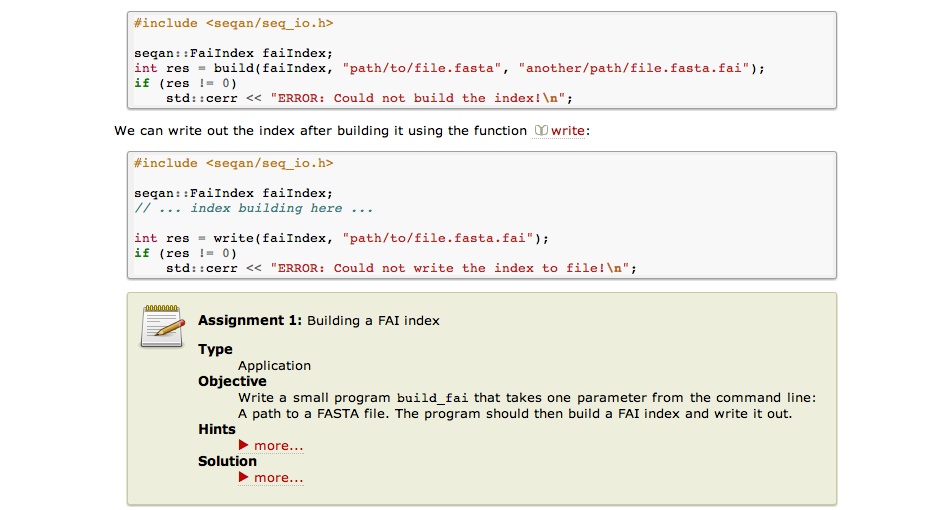 #include <seqan/seq_io.h>
seqan::FaiIndex faiIndex;
int res = build(faiIndex, "path/to/file.fasta", "another/path/file.fasta.fai");
if (res != 0)
    std::cerr << "ERROR: Could not build the index!\n";
We can write out the index after building it using the function write:
#include <seqan/seq_io.h>
seqan::FaiIndex faiIndex;
// ... index building here ...
int res = write(faiIndex, "path/to/file.fasta.fai");
if (res != 0)
    std::cerr << "ERROR: Could not write the index to file!\n";
Assignment 1: Building a FAI index
Type
Application
Objective
Write a small program build_fai that takes one parameter from the command line:
A path to a FASTA file. The program should then build a FAI index and write it out.
Hints
▶ more...
Solution
▶ more...